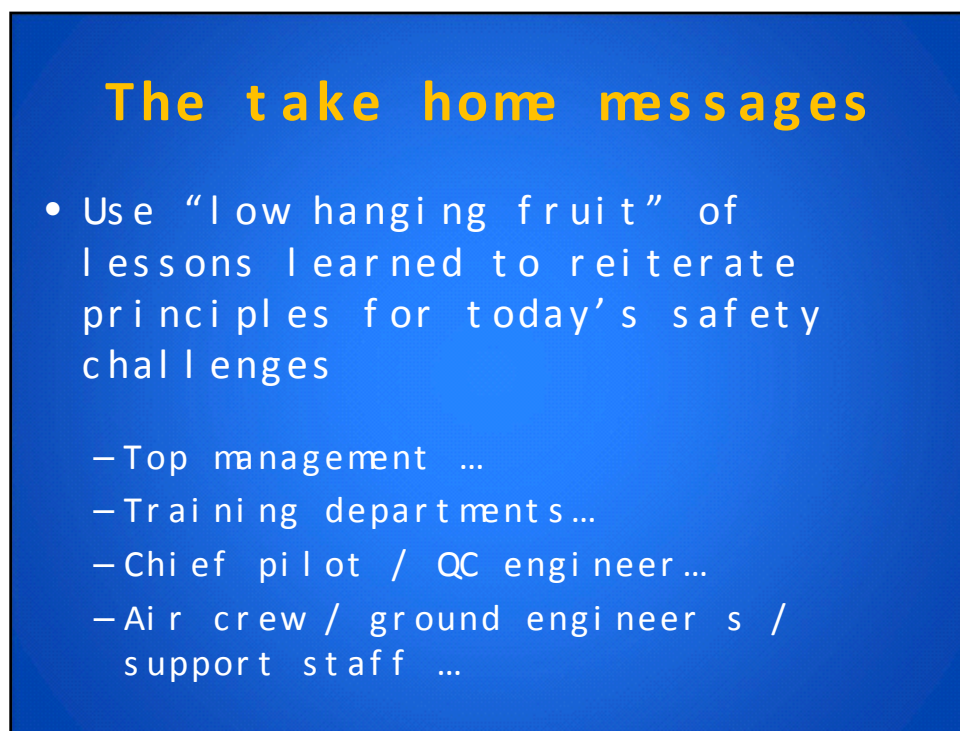 The take home messages
• Use “low hanging fruit” of
lessons learned to reiterate
principles for today’s safety
challenges
– Top management …
– Training departments…
– Chief pilot / QC engineer…
– Air crew / ground engineer s /
support staff …